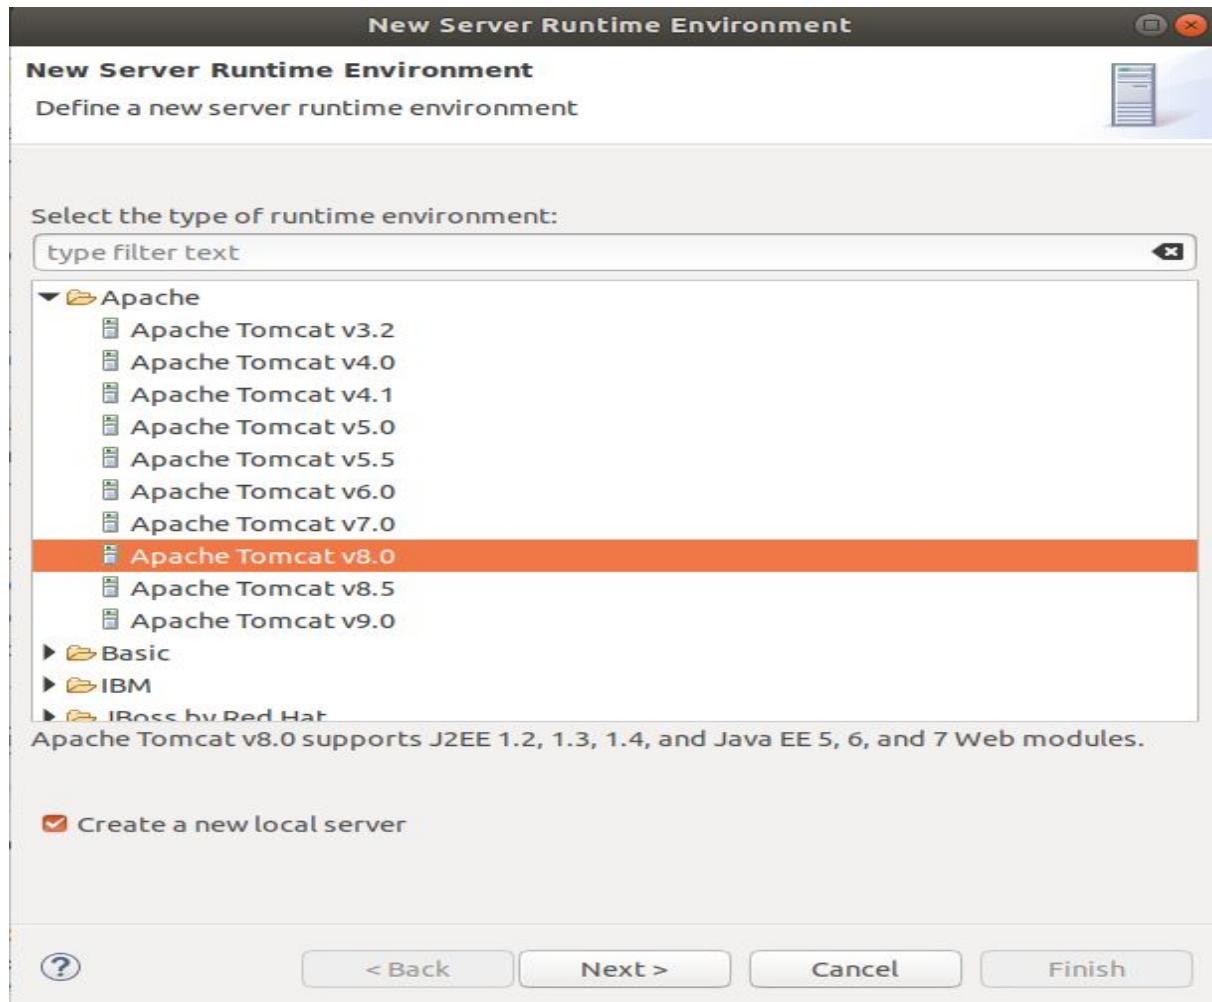 New Server Runtime Environment
New Server Runtime Environment
Define a new server runtime environment
Select the type of runtime environment:
type filter text
Apache
Apache Tomcat v3.2
Apache Tomcat v4.0
Apache Tomcat v4.1
Apache Tomcat v5.0
Apache Tomcat v5.5
Apache Tomcat v6.0
Apache Tomcat v7.0
Apache Tomcat v8.0
Apache Tomcat v8.5
Apache Tomcat v9.0
Basic
IBM
JBoss by Red Hat
Apache Tomcat v8.0 supports J2EE 1.2, 1.3, 1.4, and Java EE 5, 6, and 7 Web modules.
Create a new local server
? < Back Next > Cancel Finish